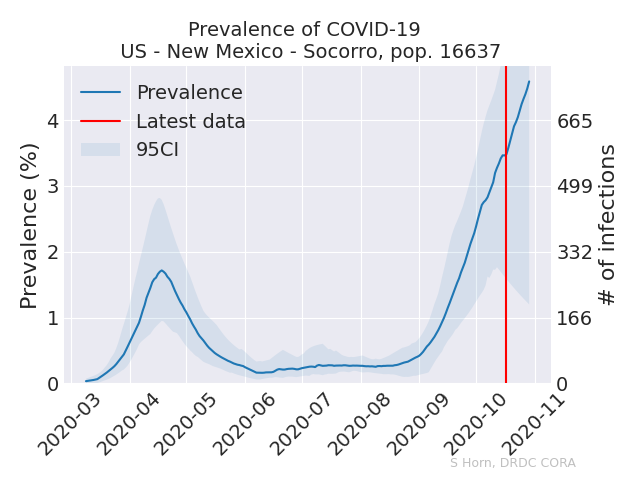 Prevalence of COVID-19
US - New Mexico - Socorro, pop. 16637
Prevalence
Latest data
95CI
Prevalence (%)
4
3
2
1
0
# of infections
665
499
332
166
0
2020-03
2020-04
2020-05
2020-06
2020-07
2020-08
2020-09
2020-10
2020-11
S Horn, DRDC CORA